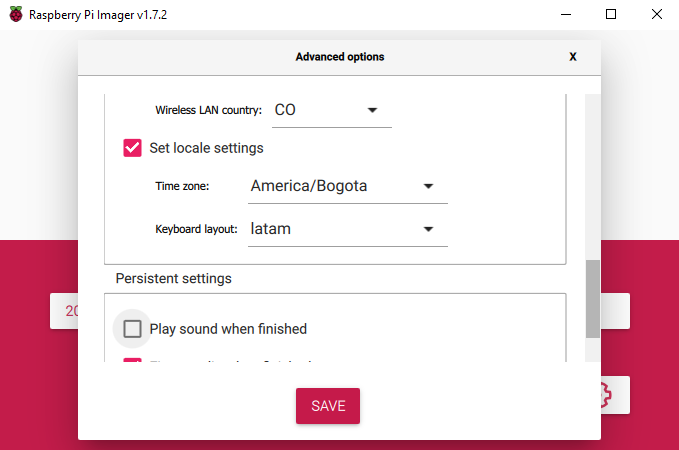 Raspberry Pi Imager v1.7.2
Advanced options
X
Wireless LAN country: CO
Set locale settings
Time zone: America/Bogota
Keyboard layout: latam
Persistent settings
20
Play sound when finished
SAVE